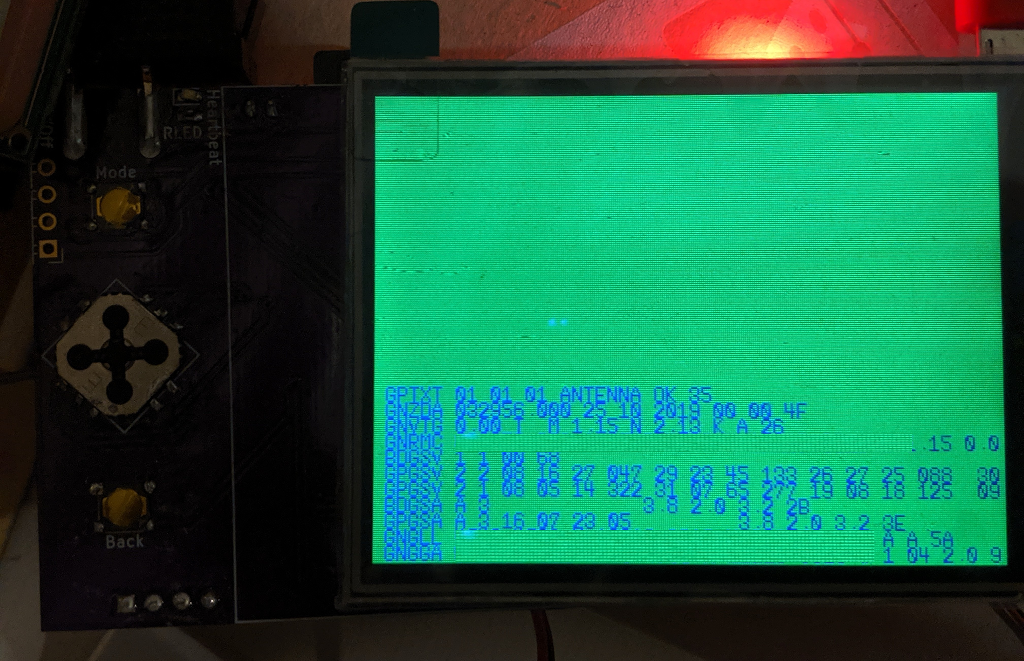 Heartbeat
RLED
Mode
Back
GPTXT 01 01 01 ANTENNA OK 35
GNZDA 032956 000 25 10 2019 00 00 4F
GNVTG 0.00 T M 1 15 N 2 13 K A 26
GNRMC . 15 0.0
BDGSV 1 1 00 68
GPGSV 2 2 08 16 27 047 29 23 45 133 26 27 25 088 30
GPGSV 2 1 08 05 14 322 31 07 65 277 19 08 18 125 09
BDGSA A 3 3 8 2 0 3 2 2B
GPGSA A 3 16 07 23 05 3.8 2.0 3.2 3E
GNGLL A A 5A
GNGGA 1 04 2.0 9